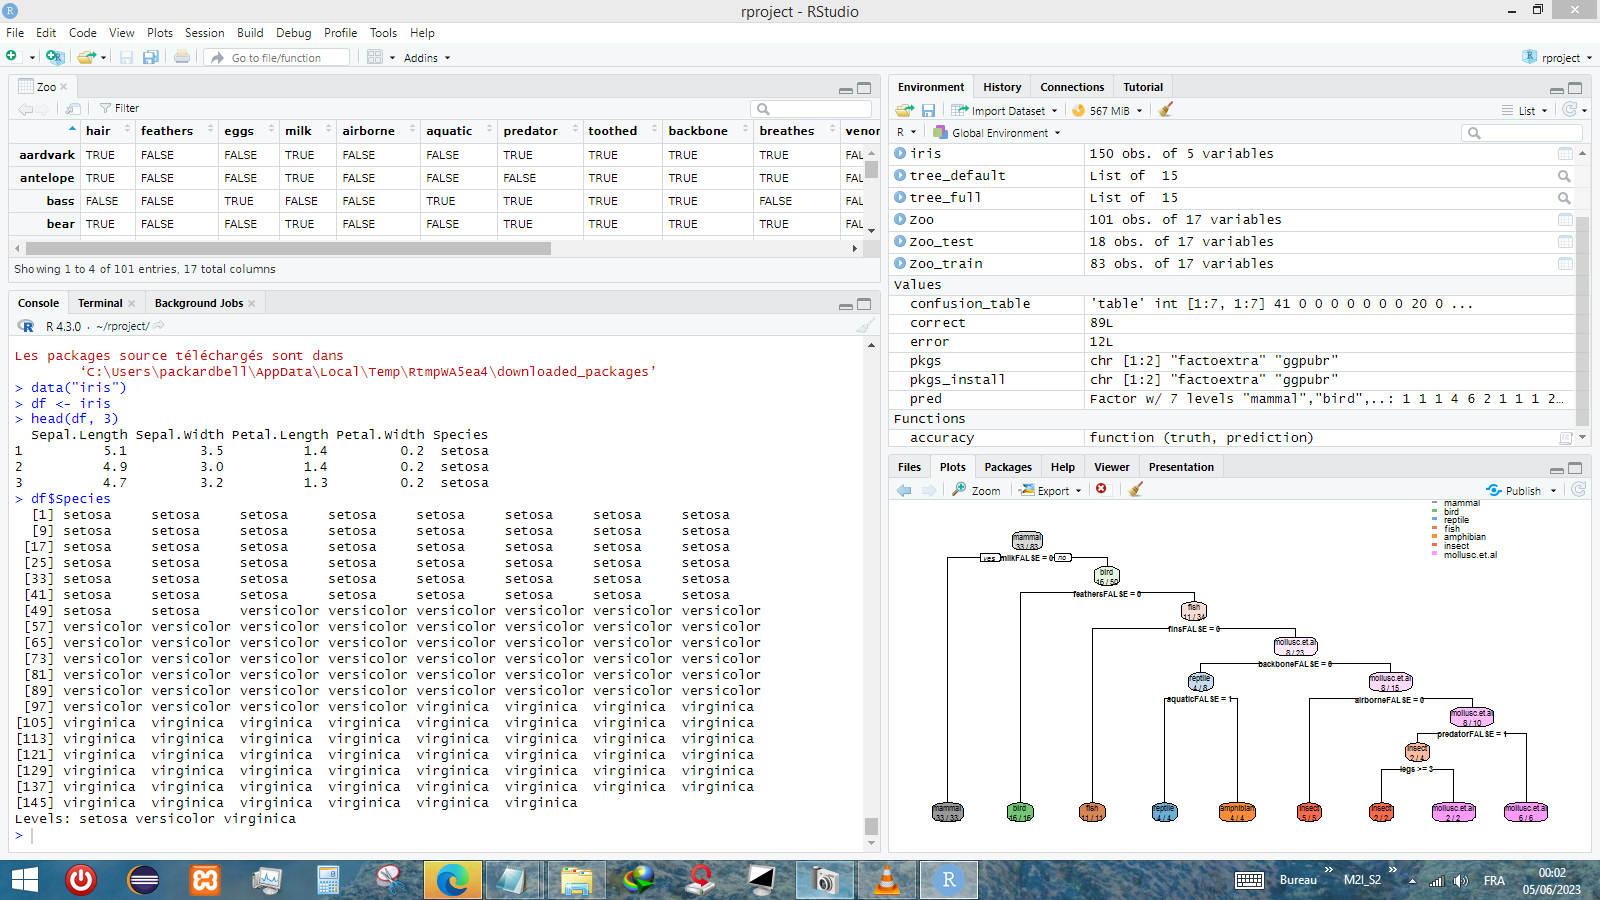 rproject - RStudio
File Edit Code View Plots Session Build Debug Profile Tools Help
Go to file/function Addins rproject
Zoo
Filter
hair feathers eggs milk airborne aquatic predator toothed backbone breathes venor
aardvark TRUE FALSE FALSE TRUE FALSE FALSE TRUE TRUE TRUE TRUE FAL
antelope TRUE FALSE FALSE TRUE FALSE FALSE FALSE TRUE TRUE TRUE FAL
bass FALSE FALSE TRUE FALSE FALSE TRUE TRUE TRUE TRUE FALSE FAL
bear TRUE FALSE FALSE TRUE FALSE FALSE TRUE TRUE TRUE TRUE FAL
Showing 1 to 4 of 101 entries, 17 total columns
Console Terminal Background Jobs
R 4.3.0 · ~/rproject/
Les packages source téléchargés sont dans
‘C:\Users\packardbell\AppData\Local\Temp\RtmpWA5ea4\downloaded_packages’
> data("iris")
> df <- iris
> head(df, 3)
Sepal.Length Sepal.Width Petal.Length Petal.Width Species
1 5.1 3.5 1.4 0.2 setosa
2 4.9 3.0 1.4 0.2 setosa
3 4.7 3.2 1.3 0.2 setosa
> df$Species
[1] setosa setosa setosa setosa setosa setosa setosa setosa
[9] setosa setosa setosa setosa setosa setosa setosa setosa
[17] setosa setosa setosa setosa setosa setosa setosa setosa
[25] setosa setosa setosa setosa setosa setosa setosa setosa
[33] setosa setosa setosa setosa setosa setosa setosa setosa
[41] setosa setosa setosa setosa setosa setosa setosa setosa
[49] setosa setosa versicolor versicolor versicolor versicolor versicolor versicolor
[57] versicolor versicolor versicolor versicolor versicolor versicolor versicolor versicolor
[65] versicolor versicolor versicolor versicolor versicolor versicolor versicolor versicolor
[73] versicolor versicolor versicolor versicolor versicolor versicolor versicolor versicolor
[81] versicolor versicolor versicolor versicolor versicolor versicolor versicolor versicolor
[89] versicolor versicolor versicolor versicolor versicolor versicolor versicolor versicolor
[97] versicolor versicolor versicolor versicolor virginica virginica virginica virginica
[105] virginica virginica virginica virginica virginica virginica virginica virginica
[113] virginica virginica virginica virginica virginica virginica virginica virginica
[121] virginica virginica virginica virginica virginica virginica virginica virginica
[129] virginica virginica virginica virginica virginica virginica virginica virginica
[137] virginica virginica virginica virginica virginica virginica virginica virginica
[145] virginica virginica virginica virginica virginica virginica
Levels: setosa versicolor virginica
>
Environment History Connections Tutorial
Import Dataset 567 MiB List
R Global Environment
iris 150 obs. of 5 variables
tree_default List of 15
tree_full List of 15
Zoo 101 obs. of 17 variables
Zoo_test 18 obs. of 17 variables
Zoo_train 83 obs. of 17 variables
Values
confusion_table 'table' int [1:7, 1:7] 41 0 0 0 0 0 0 0 20 0 ...
correct 89L
error 12L
pkgs chr [1:2] "factoextra" "ggpubr"
pkgs_install chr [1:2] "factoextra" "ggpubr"
pred Factor w/ 7 levels "mammal","bird",..: 1 1 1 4 6 2 1 1 1 2…
Functions
accuracy function (truth, prediction)
Files Plots Packages Help Viewer Presentation
Zoom Export Publish
mammal
bird
reptile
fish
amphibian
insect
mollusc.et.al
mammal
33 / 83
yes milkFALSE = 0 no
bird
16 / 50
feathersFALSE = 0
fish
11 / 34
finsFALSE = 0
mollusc.et.al
8 / 23
backboneFALSE = 0
reptile
4 / 8
mollusc.et.al
8 / 15
aquaticFALSE = 1
airborneFALSE = 0
mollusc.et.al
8 / 10
predatorFALSE = 1
insect
2 / 4
legs >= 3
mammal bird fish reptile amphibian insect insect mollusc.et.al mollusc.et.al
33 / 33 16 / 16 11 / 11 4 / 4 4 / 4 5 / 5 2 / 2 2 / 2 6 / 6
Bureau » M2I_S2 » FRA
00:02
05/06/2023